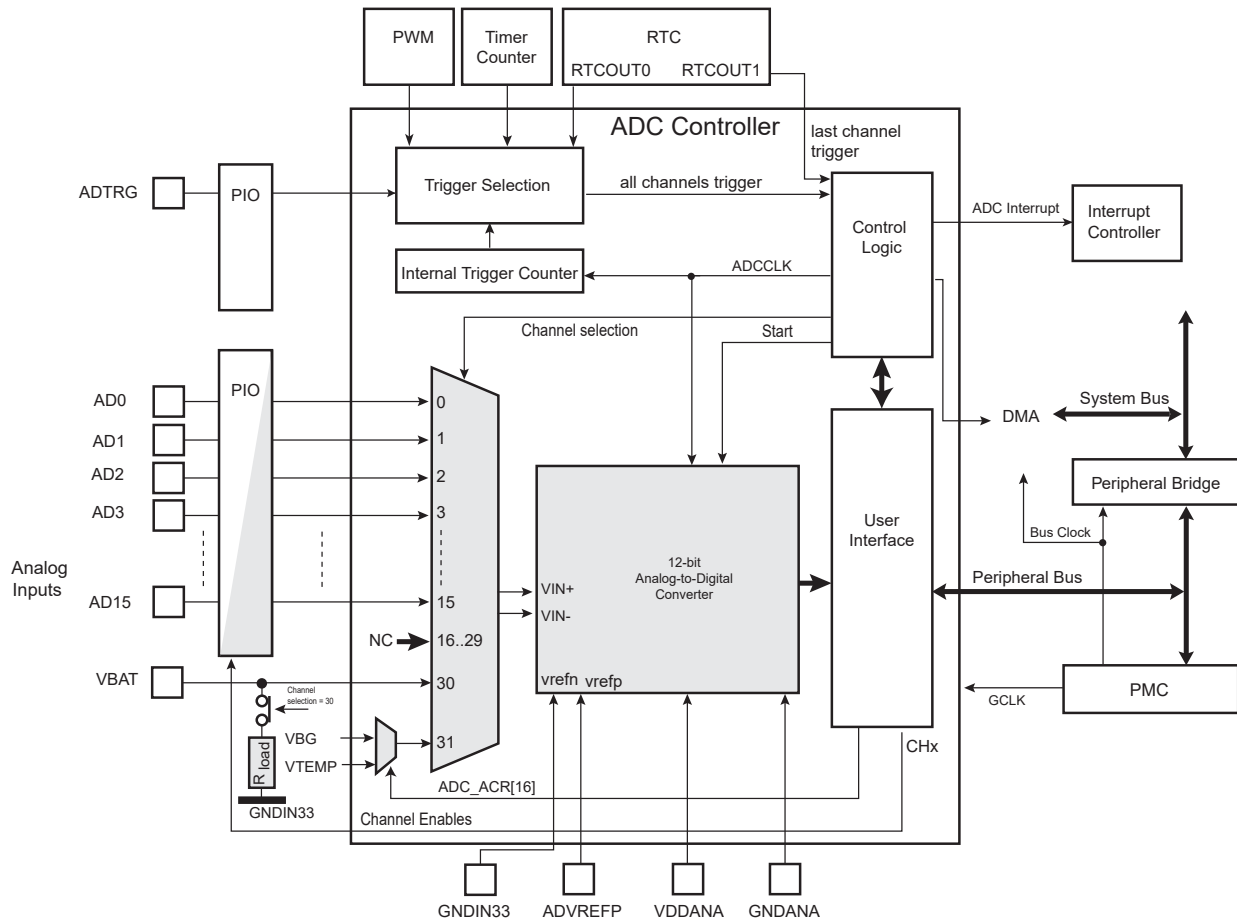 PWM
Timer
Counter
RTC
RTCOUT0 RTCOUT1
ADC Controller
last channel
trigger
ADTRG
PIO
Trigger Selection
all channels trigger
Control
Logic
ADC Interrupt
Interrupt
Controller
Internal Trigger Counter
ADCCLK
Channel selection
Start
PIO
AD0
0
AD1
1
AD2
2
AD3
3
Analog
Inputs
AD15
15
NC
16..29
VBAT
30
Channel
selection = 30
VBG
31
VTEMP
R load
GNDIN33
VIN+
VIN-
12-bit
Analog-to-Digital
Converter
vrefn vrefp
User
Interface
DMA
System Bus
Peripheral Bridge
Bus Clock
Peripheral Bus
PMC
GCLK
CHx
ADC_ACR[16]
Channel Enables
GNDIN33
ADVREFP
VDDANA
GNDANA